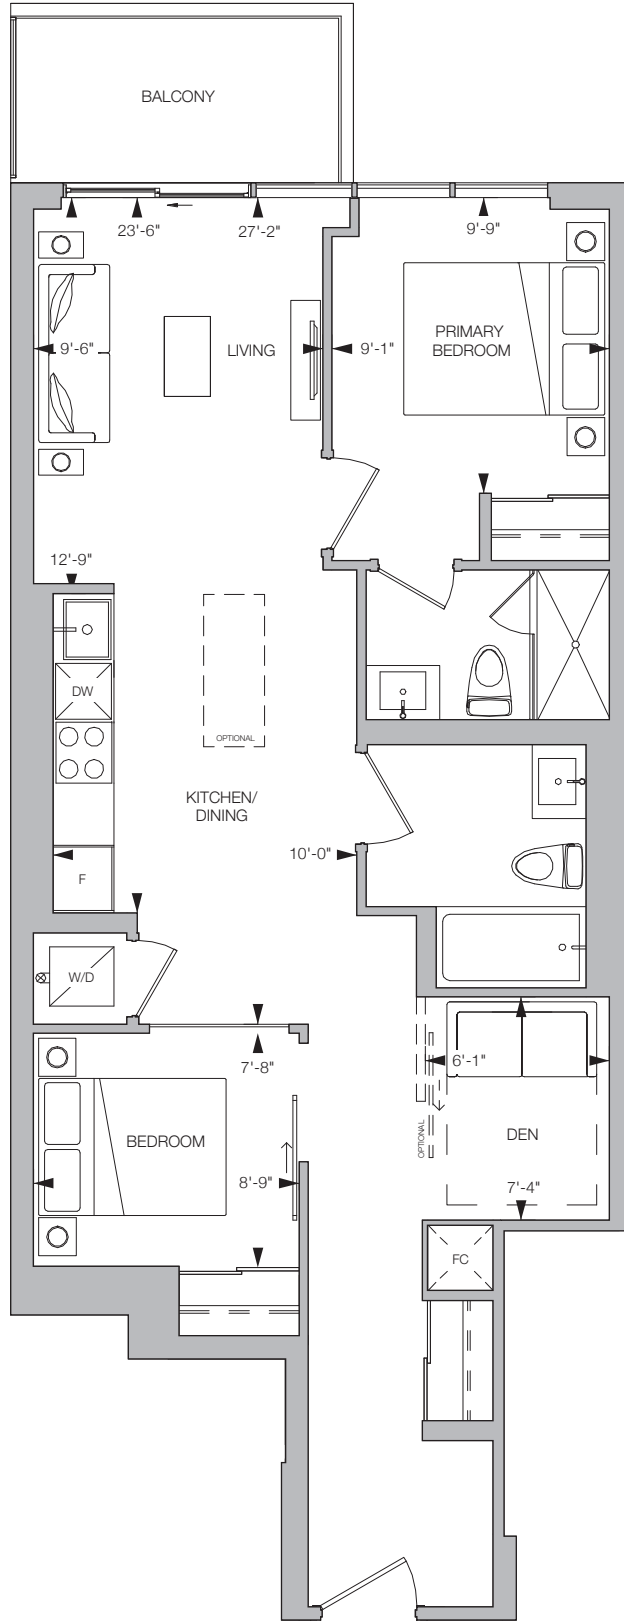 BALCONY
23'-6"
27'-2"
9'-9"
9'-6"
LIVING
9'-1"
PRIMARY
BEDROOM
12'-9"
DW
OPTIONAL
KITCHEN/
DINING
10'-0"
F
W/D
7'-8"
6'-1"
BEDROOM
OPTIONAL
DEN
8'-9"
7'-4"
FC